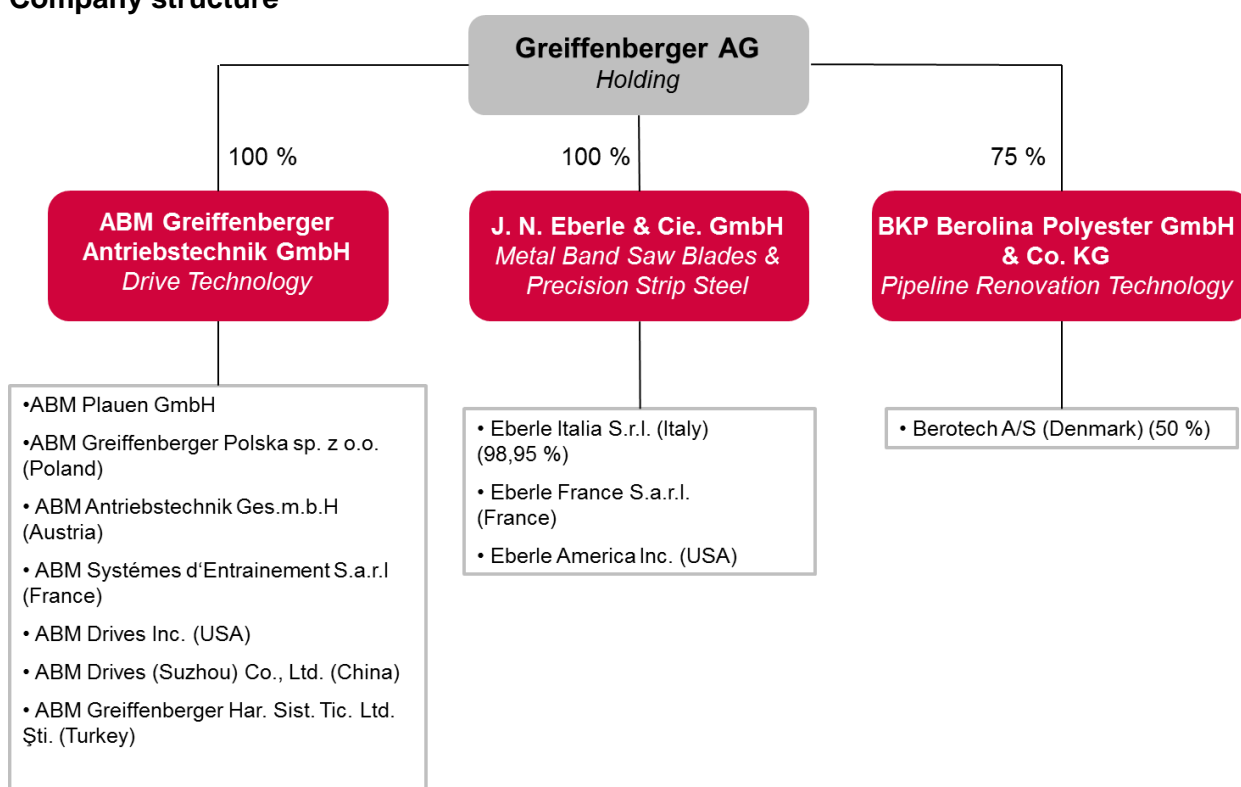 Company structure
Greiffenberger AG
Holding
100 %
100 %
75 %
ABM Greiffenberger
Antriebstechnik GmbH
Drive Technology
J. N. Eberle & Cie. GmbH
Metal Band Saw Blades &
Precision Strip Steel
BKP Berolina Polyester GmbH
& Co. KG
Pipeline Renovation Technology
•ABM Plauen GmbH
•ABM Greiffenberger Polska sp. z o.o.
(Poland)
• ABM Antriebstechnik Ges.m.b.H
(Austria)
• ABM Systémes d‘Entrainement S.a.r.l
(France)
• ABM Drives Inc. (USA)
• ABM Drives (Suzhou) Co., Ltd. (China)
• ABM Greiffenberger Har. Sist. Tic. Ltd.
Şti. (Turkey)
• Eberle Italia S.r.l. (Italy)
(98,95 %)
• Eberle France S.a.r.l.
(France)
• Eberle America Inc. (USA)
• Berotech A/S (Denmark) (50 %)